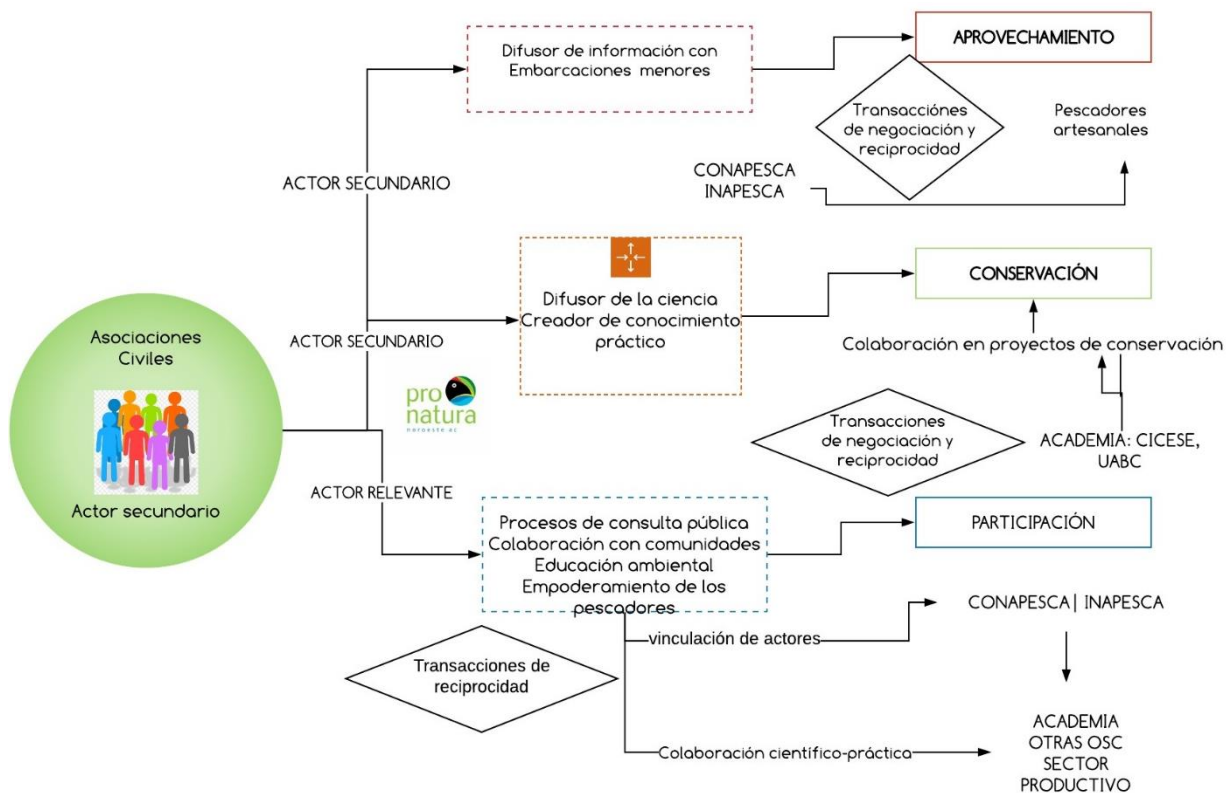 Difusor de información con
Embarcaciones menores
APROVECHAMIENTO
Transacciónes
de negociación y
reciprocidad
Pescadores
artesanales
CONAPESCA
INAPESCA
ACTOR SECUNDARIO
Difusor de la ciencia
Creador de conocimiento
práctico
CONSERVACIÓN
Asociaciones
Civiles
Actor secundario
ACTOR SECUNDARIO
pro
natura
noroeste ac
Colaboración en proyectos de conservación
Transacciones
de negociación y
reciprocidad
ACADEMIA: CICESE,
UABC
ACTOR RELEVANTE
Procesos de consulta pública
Colaboración con comunidades
Educación ambiental
Empoderamiento de los
pescadores
PARTICIPACIÓN
vinculación de actores
CONAPESCA| INAPESCA
Transacciones de
reciprocidad
Colaboración científico-práctica
ACADEMIA
OTRAS OSC
SECTOR
PRODUCTIVO